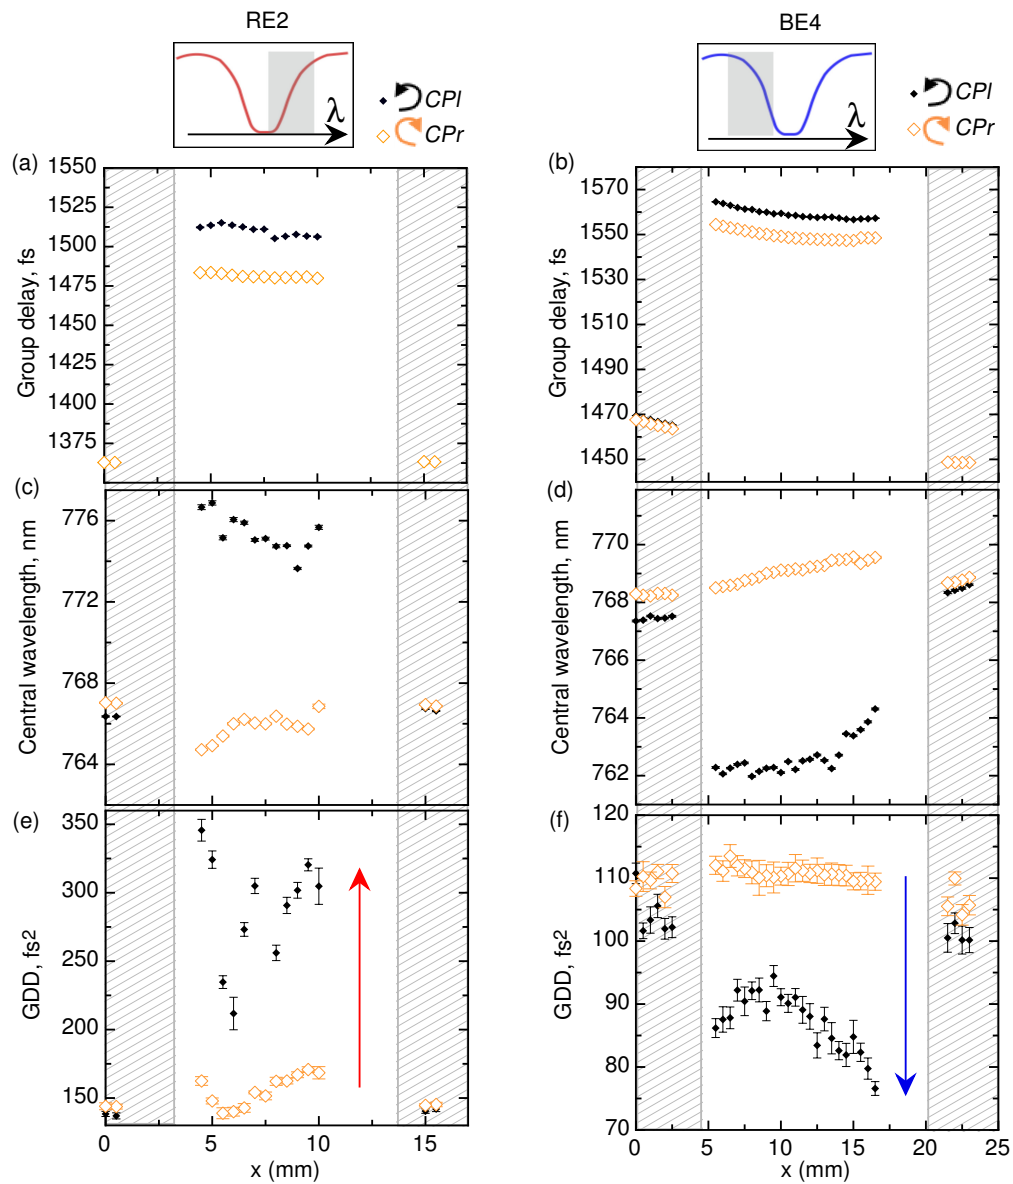 RE2
BE4
λ
CPl
CPr
λ
CPl
CPr
(a)
(b)
1550
1525
1500
1475
1450
1425
1400
1375
Group delay, fs
1570
1550
1530
1510
1490
1470
1450
Group delay, fs
(c)
(d)
776
772
768
764
Central wavelength, nm
770
768
766
764
762
Central wavelength, nm
(e)
(f)
350
300
250
200
150
GDD, fs2
120
110
100
90
80
70
GDD, fs2
0 5 10 15
x (mm)
0 5 10 15 20 25
x (mm)